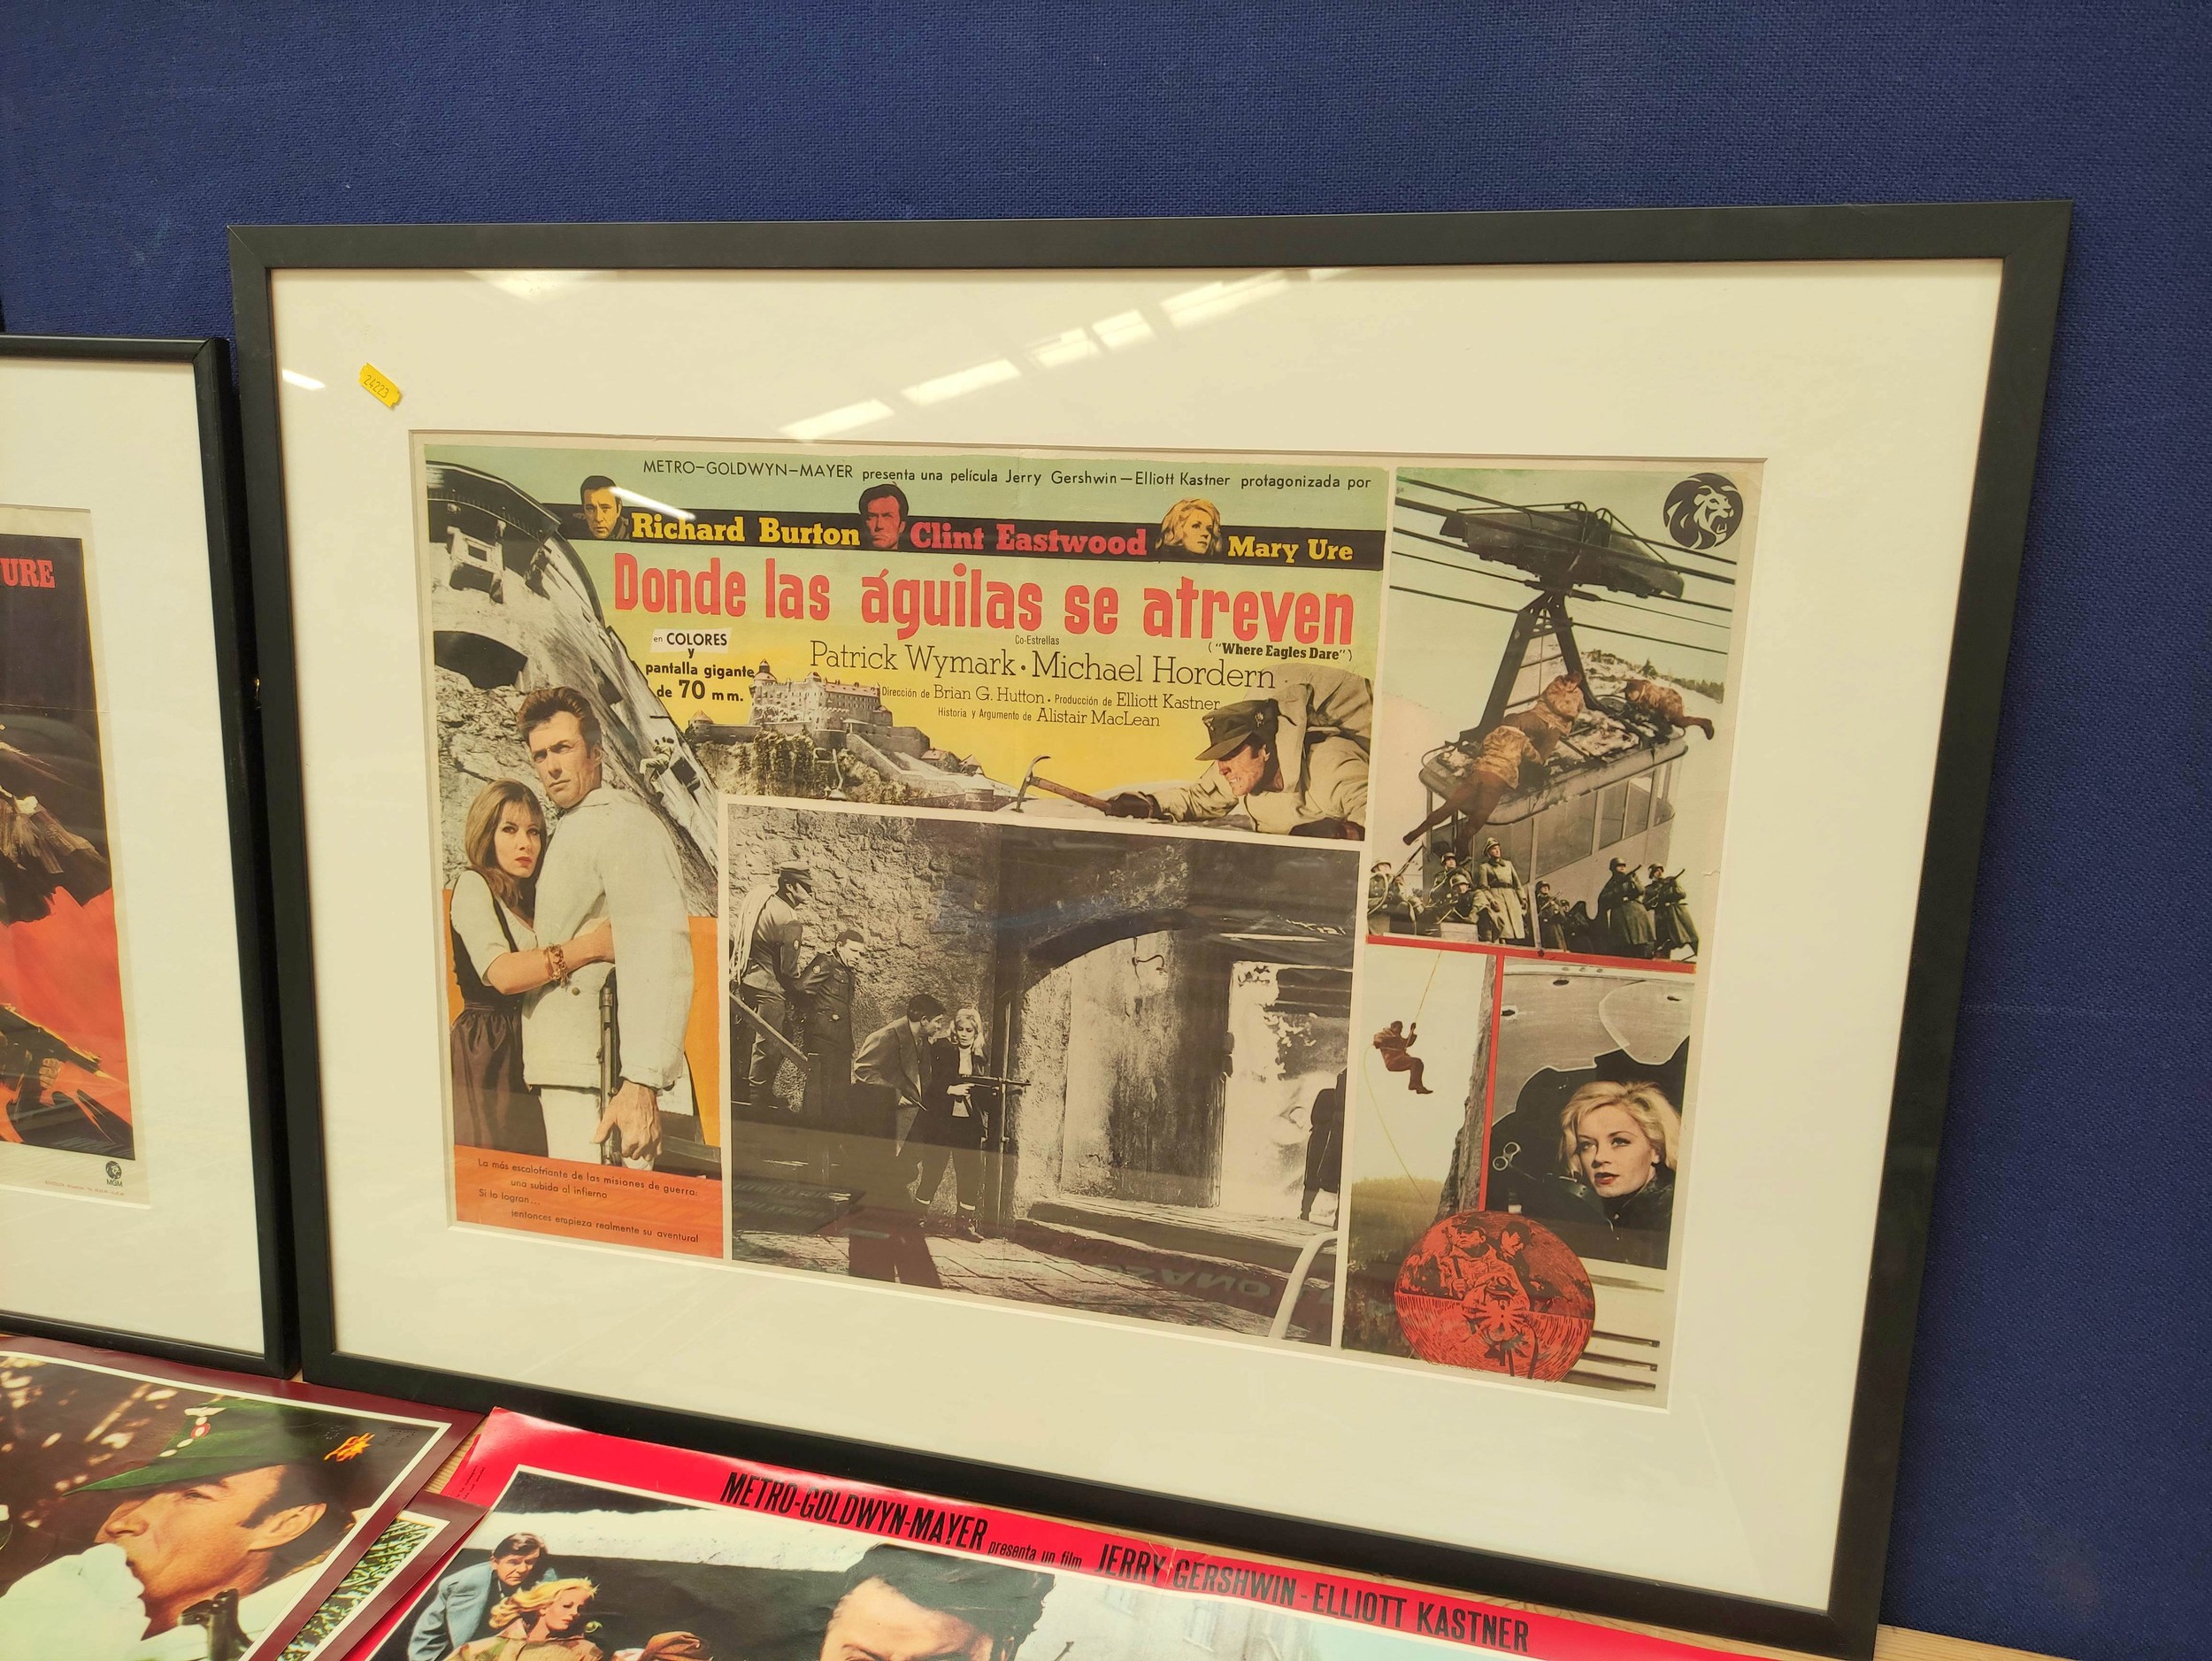 24223
METRO-GOLDWYN-MAYER presenta una película Jerry Gershwin-Elliott Kastner protagonizada por
Richard Burton Clint Eastwood Mary Ure
Donde las águilas se atreven
("Where Eagles Dare")
en COLORES
y
pantalla gigante
de 70 mm.
Co-Estrellas
Patrick Wymark · Michael Hordern
Dirección de Brian G. Hutton · Producción de Elliott Kastner
Historia y Argumento de Alistair MacLean
La más escalofriante de las misiones de guerra:
una subida al infierno
Si lo logran...
¡entonces empieza realmente su aventura!
URE
MGM
METRO-GOLDWYN-MAYER presenta un film JERRY GERSHWIN-ELLIOTT KASTNER